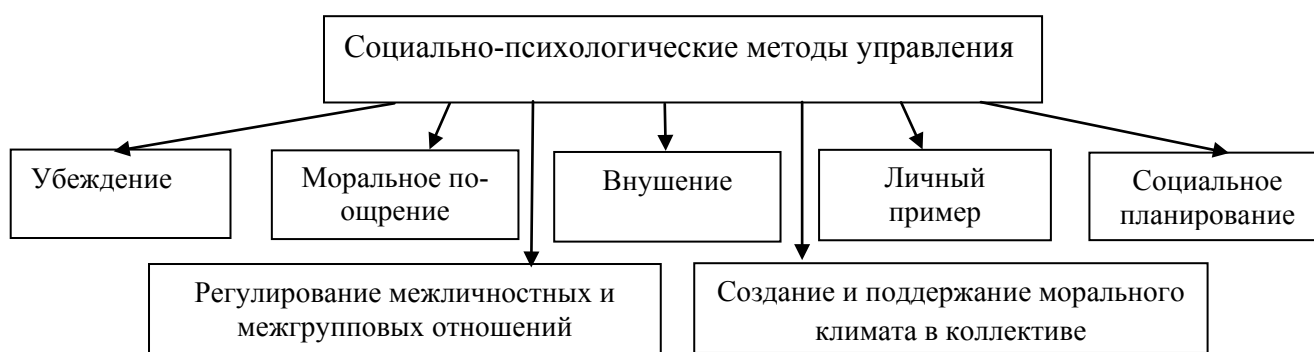 Социально-психологические методы управления
Убеждение
Моральное по-
ощрение
Внушение
Личный
пример
Социальное
планирование
Регулирование межличностных и
межгрупповых отношений
Создание и поддержание морального
климата в коллективе